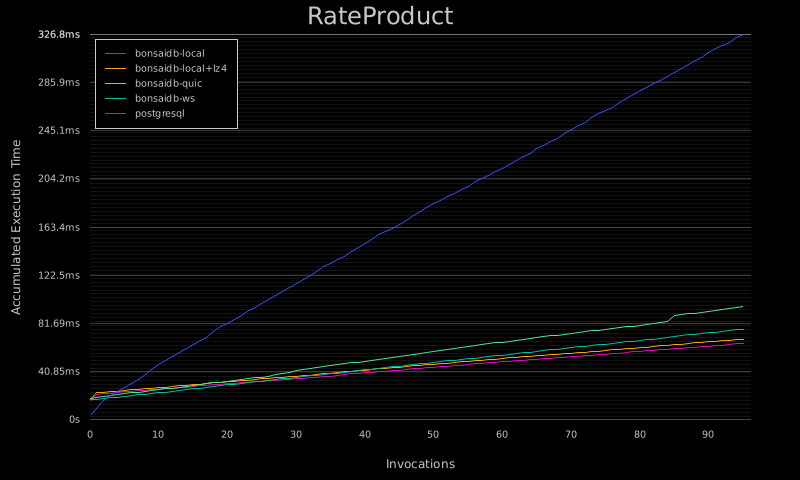 RateProduct
326.8ms
285.9ms
245.1ms
204.2ms
163.4ms
122.5ms
81.69ms
40.85ms
0s
Accumulated Execution Time
bonsaidb-local
bonsaidb-local+lz4
bonsaidb-quic
bonsaidb-ws
postgresql
0 10 20 30 40 50 60 70 80 90
Invocations